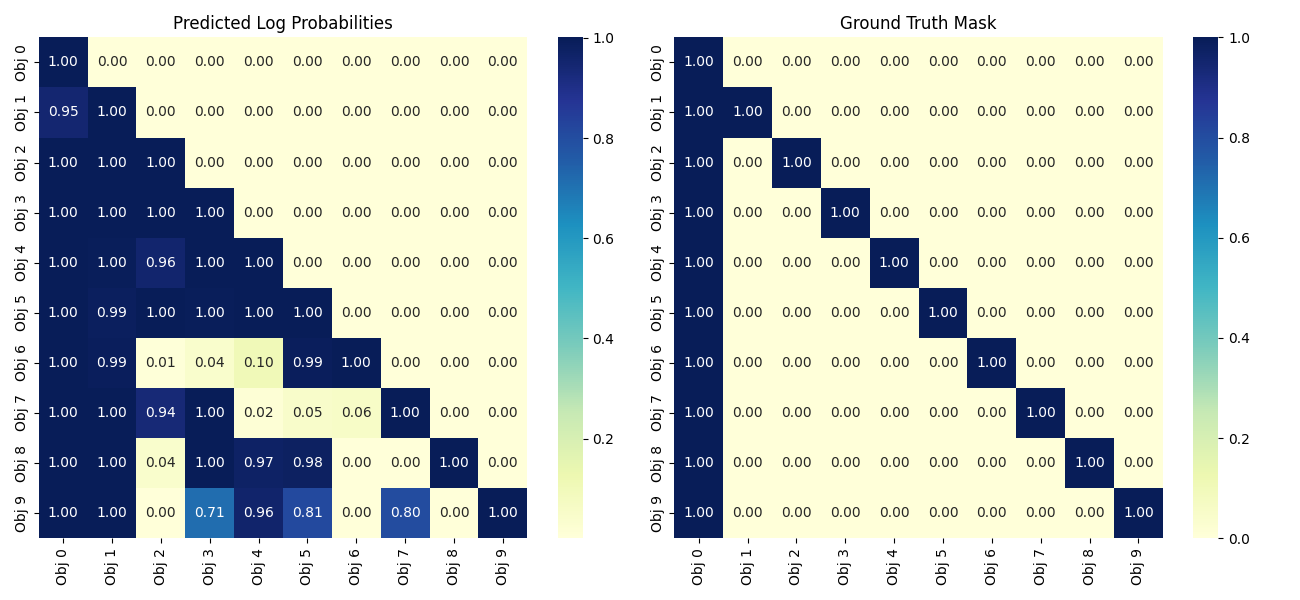 Predicted Log Probabilities
Obj 0 1.00 0.00 0.00 0.00 0.00 0.00 0.00 0.00 0.00 0.00
Obj 1 0.95 1.00 0.00 0.00 0.00 0.00 0.00 0.00 0.00 0.00
Obj 2 1.00 1.00 1.00 0.00 0.00 0.00 0.00 0.00 0.00 0.00
Obj 3 1.00 1.00 1.00 1.00 0.00 0.00 0.00 0.00 0.00 0.00
Obj 4 1.00 1.00 0.96 1.00 1.00 0.00 0.00 0.00 0.00 0.00
Obj 5 1.00 0.99 1.00 1.00 1.00 1.00 0.00 0.00 0.00 0.00
Obj 6 1.00 0.99 0.01 0.04 0.10 0.99 1.00 0.00 0.00 0.00
Obj 7 1.00 1.00 0.94 1.00 0.02 0.05 0.06 1.00 0.00 0.00
Obj 8 1.00 1.00 0.04 1.00 0.97 0.98 0.00 0.00 1.00 0.00
Obj 9 1.00 1.00 0.00 0.71 0.96 0.81 0.00 0.80 0.00 1.00
Obj 0 Obj 1 Obj 2 Obj 3 Obj 4 Obj 5 Obj 6 Obj 7 Obj 8 Obj 9
1.0
0.8
0.6
0.4
0.2
Ground Truth Mask
Obj 0 1.00 0.00 0.00 0.00 0.00 0.00 0.00 0.00 0.00 0.00
Obj 1 1.00 1.00 0.00 0.00 0.00 0.00 0.00 0.00 0.00 0.00
Obj 2 1.00 0.00 1.00 0.00 0.00 0.00 0.00 0.00 0.00 0.00
Obj 3 1.00 0.00 0.00 1.00 0.00 0.00 0.00 0.00 0.00 0.00
Obj 4 1.00 0.00 0.00 0.00 1.00 0.00 0.00 0.00 0.00 0.00
Obj 5 1.00 0.00 0.00 0.00 0.00 1.00 0.00 0.00 0.00 0.00
Obj 6 1.00 0.00 0.00 0.00 0.00 0.00 1.00 0.00 0.00 0.00
Obj 7 1.00 0.00 0.00 0.00 0.00 0.00 0.00 1.00 0.00 0.00
Obj 8 1.00 0.00 0.00 0.00 0.00 0.00 0.00 0.00 1.00 0.00
Obj 9 1.00 0.00 0.00 0.00 0.00 0.00 0.00 0.00 0.00 1.00
Obj 0 Obj 1 Obj 2 Obj 3 Obj 4 Obj 5 Obj 6 Obj 7 Obj 8 Obj 9
1.0
0.8
0.6
0.4
0.2
0.0